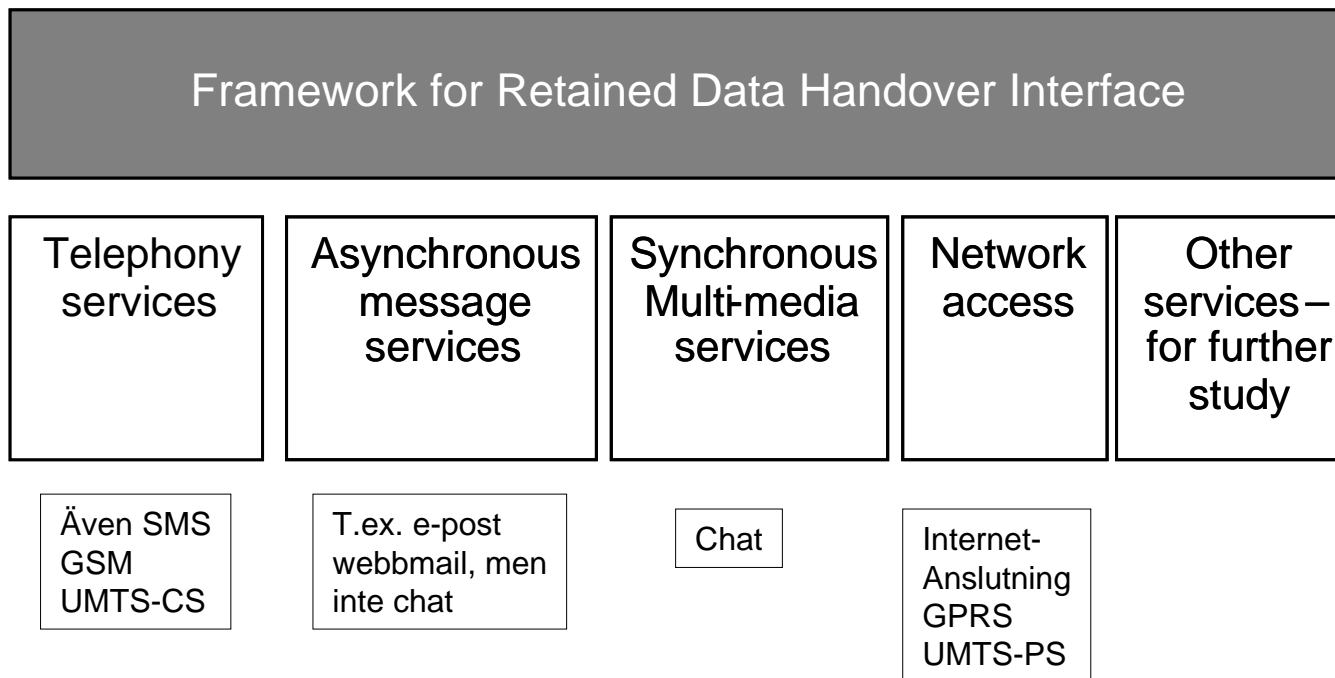 Framework for Retained Data Handover Interface
Telephony
services
Asynchronous
message
services
Synchronous
Multi-media
services
Network
access
Other
services –
for further
study
Även SMS
GSM
UMTS-CS
T.ex. e-post
webbmail, men
inte chat
Chat
Internet-
Anslutning
GPRS
UMTS-PS